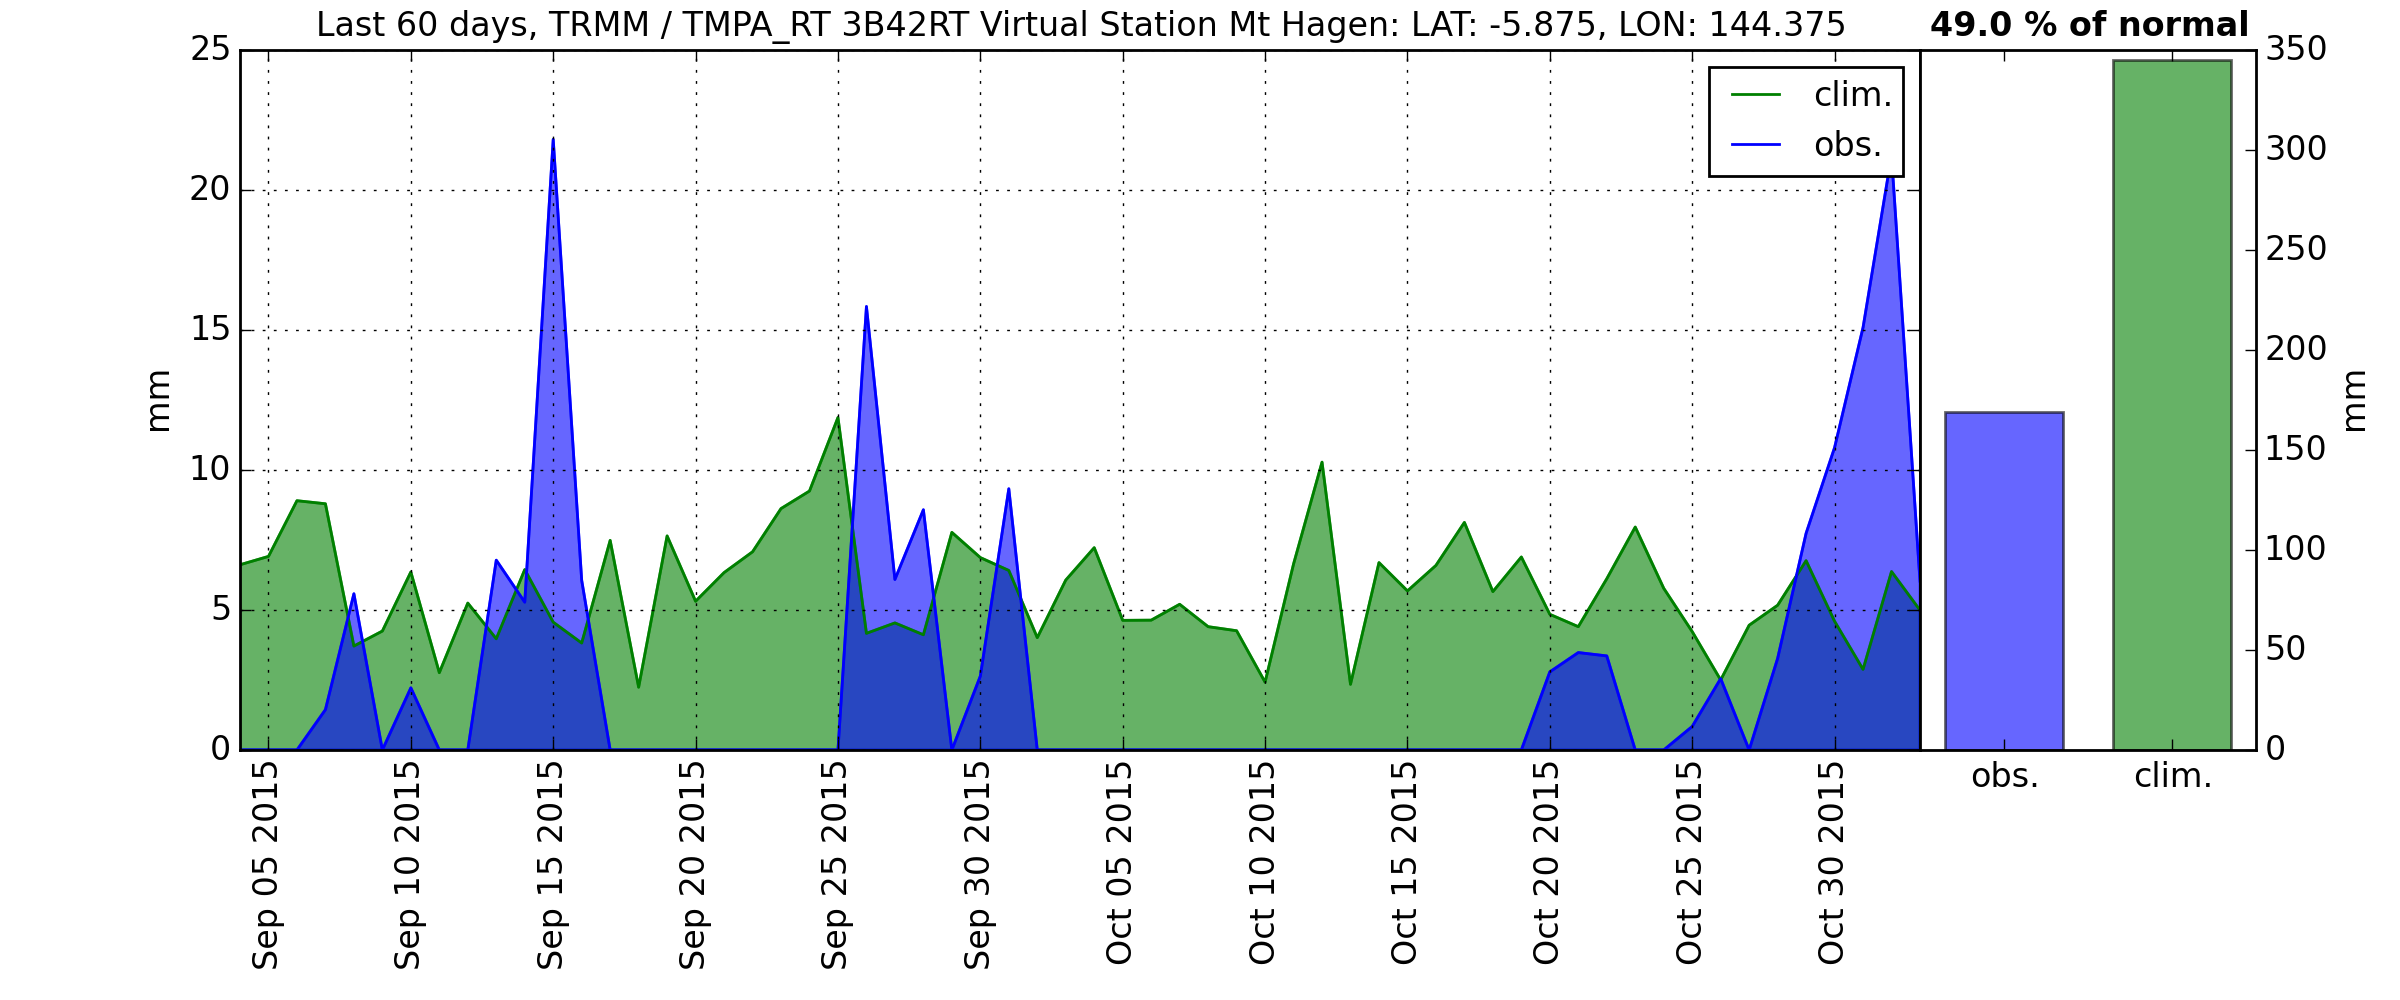 Last 60 days, TRMM / TMPA_RT 3B42RT Virtual Station Mt Hagen: LAT: -5.875, LON: 144.375
49.0 % of normal
25
20
15
10
5
0
mm
clim.
obs.
350
300
250
200
150
100
50
0
mm
Sep 05 2015
Sep 10 2015
Sep 15 2015
Sep 20 2015
Sep 25 2015
Sep 30 2015
Oct 05 2015
Oct 10 2015
Oct 15 2015
Oct 20 2015
Oct 25 2015
Oct 30 2015
obs.
clim.